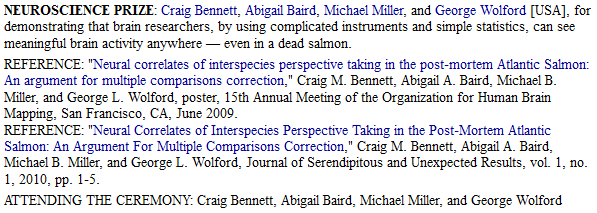 NEUROSCIENCE PRIZE: Craig Bennett, Abigail Baird, Michael Miller, and George Wolford [USA], for
demonstrating that brain researchers, by using complicated instruments and simple statistics, can see
meaningful brain activity anywhere — even in a dead salmon.
REFERENCE: "Neural correlates of interspecies perspective taking in the post-mortem Atlantic Salmon:
An argument for multiple comparisons correction," Craig M. Bennett, Abigail A. Baird, Michael B.
Miller, and George L. Wolford, poster, 15th Annual Meeting of the Organization for Human Brain
Mapping, San Francisco, CA, June 2009.
REFERENCE: "Neural Correlates of Interspecies Perspective Taking in the Post-Mortem Atlantic
Salmon: An Argument For Multiple Comparisons Correction," Craig M. Bennett, Abigail A. Baird,
Michael B. Miller, and George L. Wolford, Journal of Serendipitous and Unexpected Results, vol. 1, no.
1, 2010, pp. 1-5.
ATTENDING THE CEREMONY: Craig Bennett, Abigail Baird, Michael Miller, and George Wolford